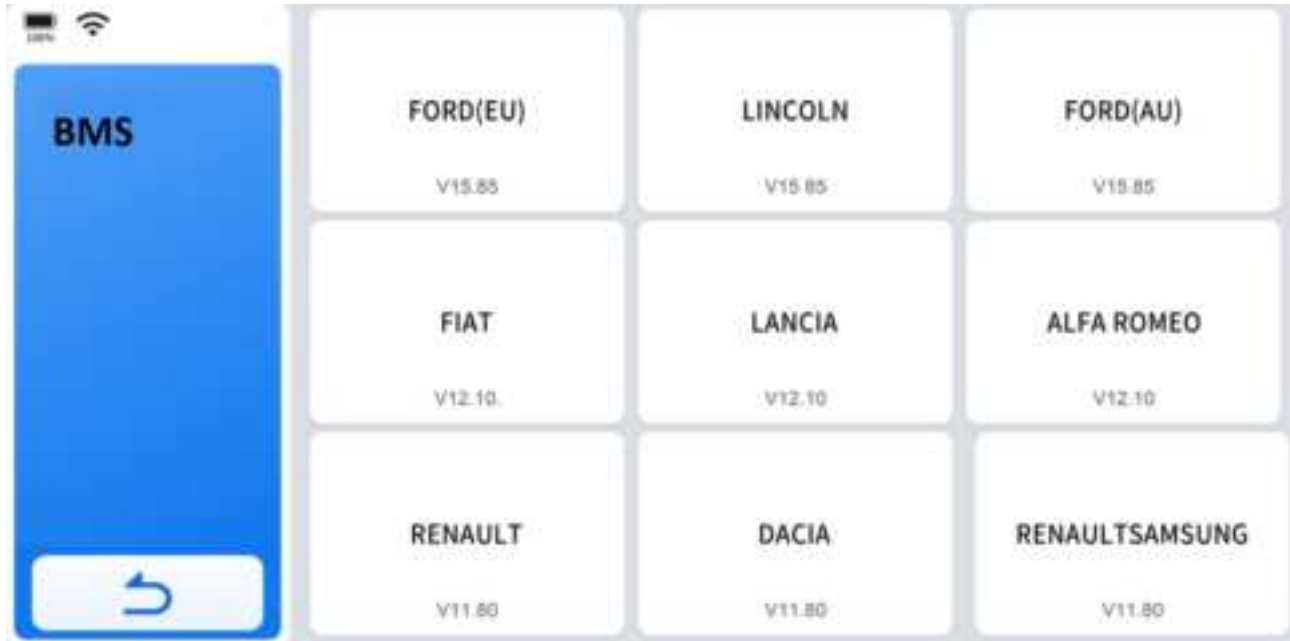 100%
BMS
FORD(EU)
V15.85
LINCOLN
V15.85
FORD(AU)
V15.85
FIAT
V12.10.
LANCIA
V12.10
ALFA ROMEO
V12.10
RENAULT
V11.80
DACIA
V11.80
RENAULTSAMSUNG
V11.80